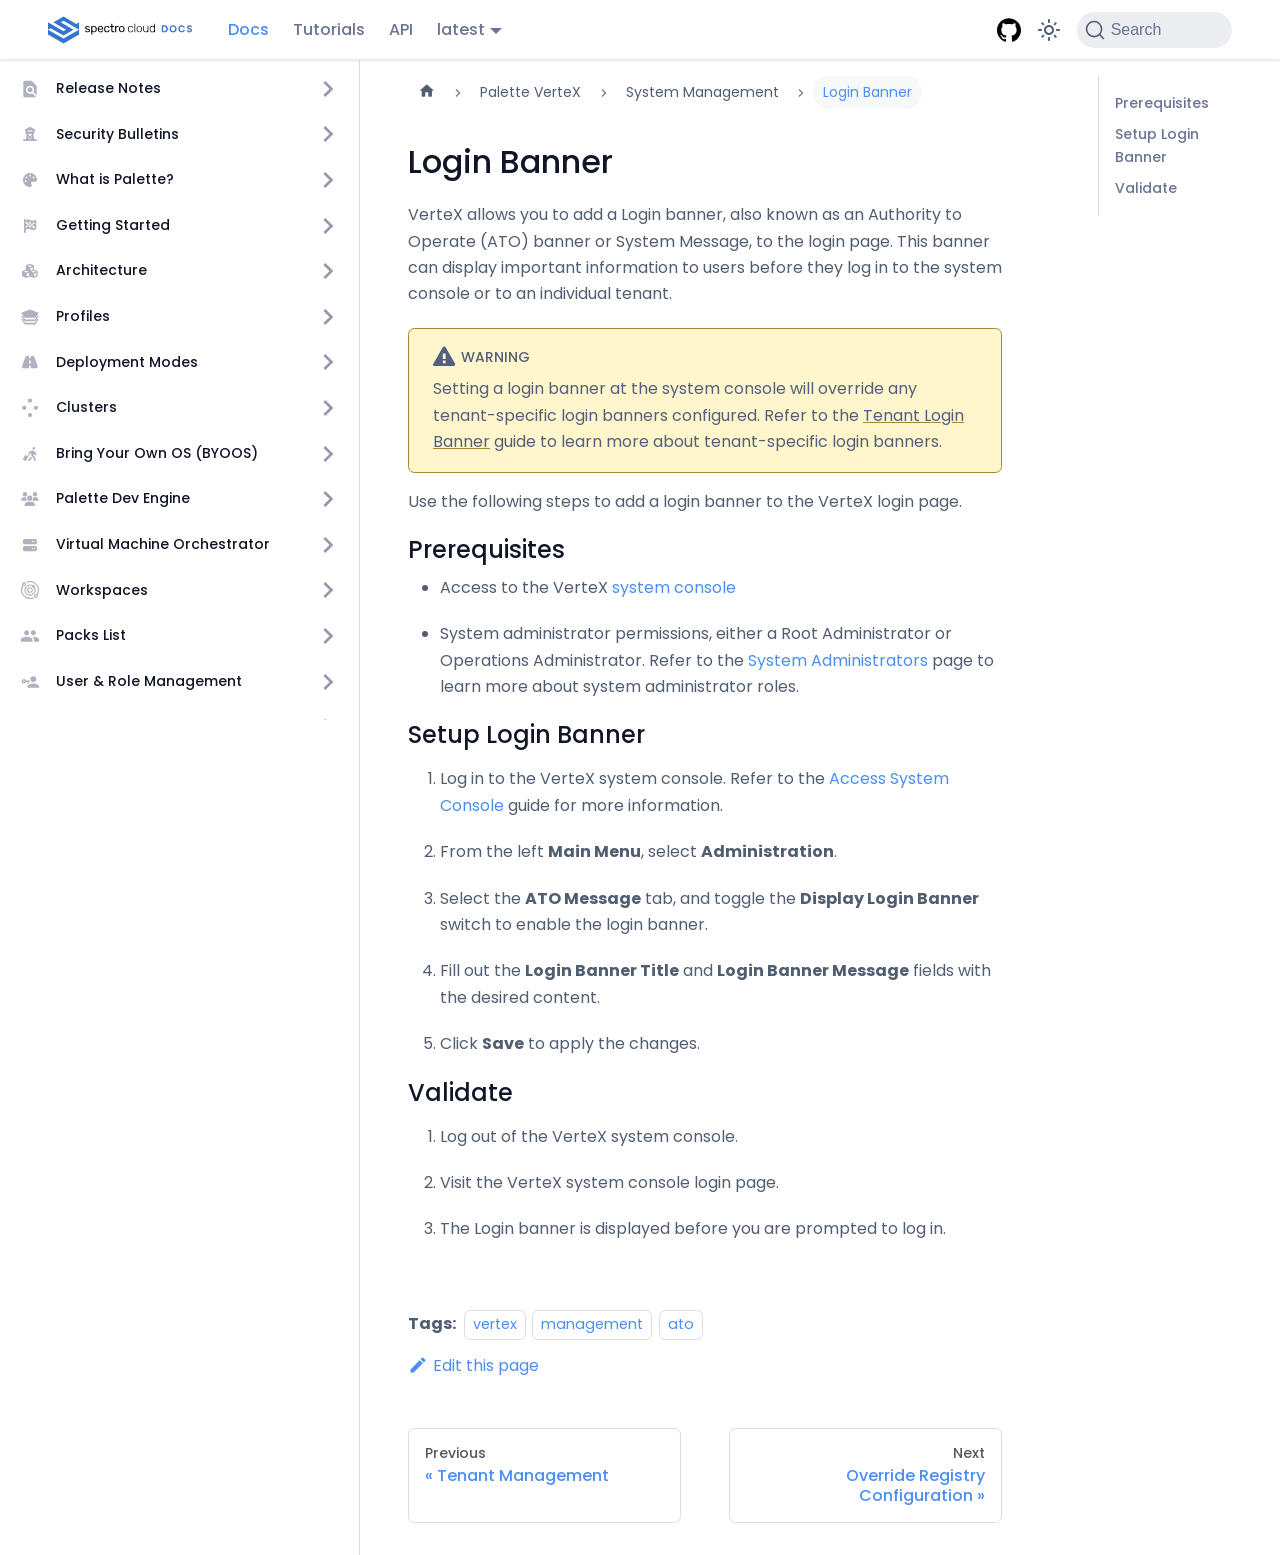 spectro cloud DOCS
Docs
Tutorials
API
latest
Search
Release Notes
Security Bulletins
What is Palette?
Getting Started
Architecture
Profiles
Deployment Modes
Clusters
Bring Your Own OS (BYOOS)
Palette Dev Engine
Virtual Machine Orchestrator
Workspaces
Packs List
User & Role Management
Palette VerteX
System Management
Login Banner
Login Banner
VerteX allows you to add a Login banner, also known as an Authority to
Operate (ATO) banner or System Message, to the login page. This banner
can display important information to users before they log in to the system
console or to an individual tenant.
WARNING
Setting a login banner at the system console will override any
tenant-specific login banners configured. Refer to the Tenant Login
Banner guide to learn more about tenant-specific login banners.
Use the following steps to add a login banner to the VerteX login page.
Prerequisites
• Access to the VerteX system console
• System administrator permissions, either a Root Administrator or
Operations Administrator. Refer to the System Administrators page to
learn more about system administrator roles.
Setup Login Banner
1. Log in to the VerteX system console. Refer to the Access System
Console guide for more information.
2. From the left Main Menu, select Administration.
3. Select the ATO Message tab, and toggle the Display Login Banner
switch to enable the login banner.
4. Fill out the Login Banner Title and Login Banner Message fields with
the desired content.
5. Click Save to apply the changes.
Validate
1. Log out of the VerteX system console.
2. Visit the VerteX system console login page.
3. The Login banner is displayed before you are prompted to log in.
Tags: vertex management ato
Edit this page
Previous
« Tenant Management
Next
Override Registry
Configuration »
Prerequisites
Setup Login
Banner
Validate